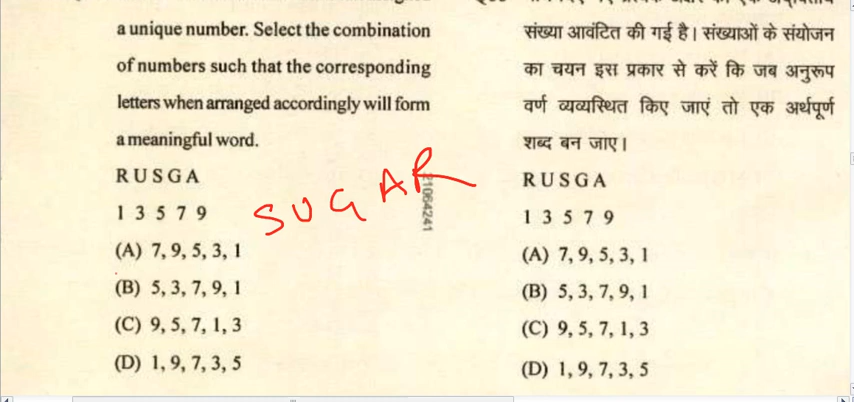 a unique number. Select the combination
of numbers such that the corresponding
letters when arranged accordingly will form
a meaningful word.
R U S G A
1 3 5 7 9
(A) 7, 9, 5, 3, 1
(B) 5, 3, 7, 9, 1
(C) 9, 5, 7, 1, 3
(D) 1, 9, 7, 3, 5
SUGAR
21064241
संख्या आवंटित की गई है। संख्याओं के संयोजन
का चयन इस प्रकार से करें कि जब अनुरूप
वर्ण व्यव्यस्थित किए जाएं तो एक अर्थपूर्ण
शब्द बन जाए।
R U S G A
1 3 5 7 9
(A) 7, 9, 5, 3, 1
(B) 5, 3, 7, 9, 1
(C) 9, 5, 7, 1, 3
(D) 1, 9, 7, 3, 5